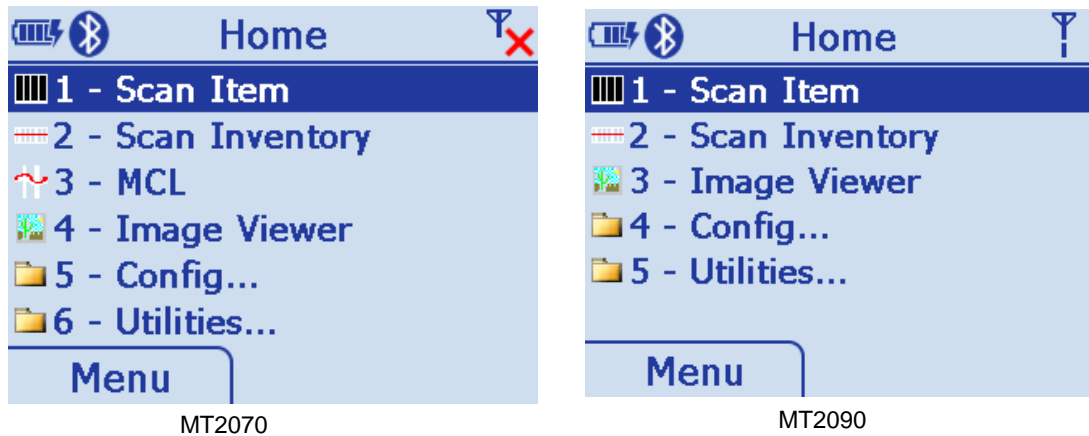 Home
1 - Scan Item
2 - Scan Inventory
3 - MCL
4 - Image Viewer
5 - Config...
6 - Utilities...
Menu
MT2070
Home
1 - Scan Item
2 - Scan Inventory
3 - Image Viewer
4 - Config...
5 - Utilities...
Menu
MT2090